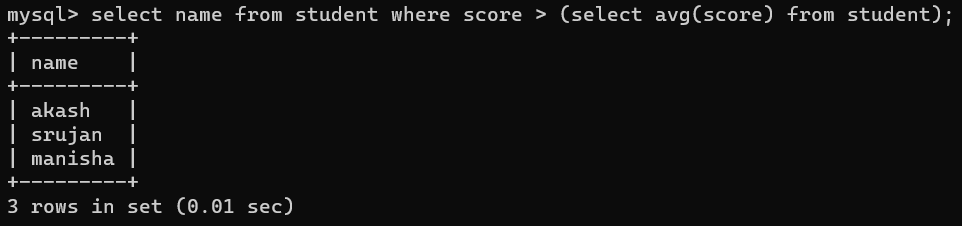 mysql> select name from student where score > (select avg(score) from student);
+---------+
| name    |
+---------+
| akash   |
| srujan  |
| manisha |
+---------+
3 rows in set (0.01 sec)